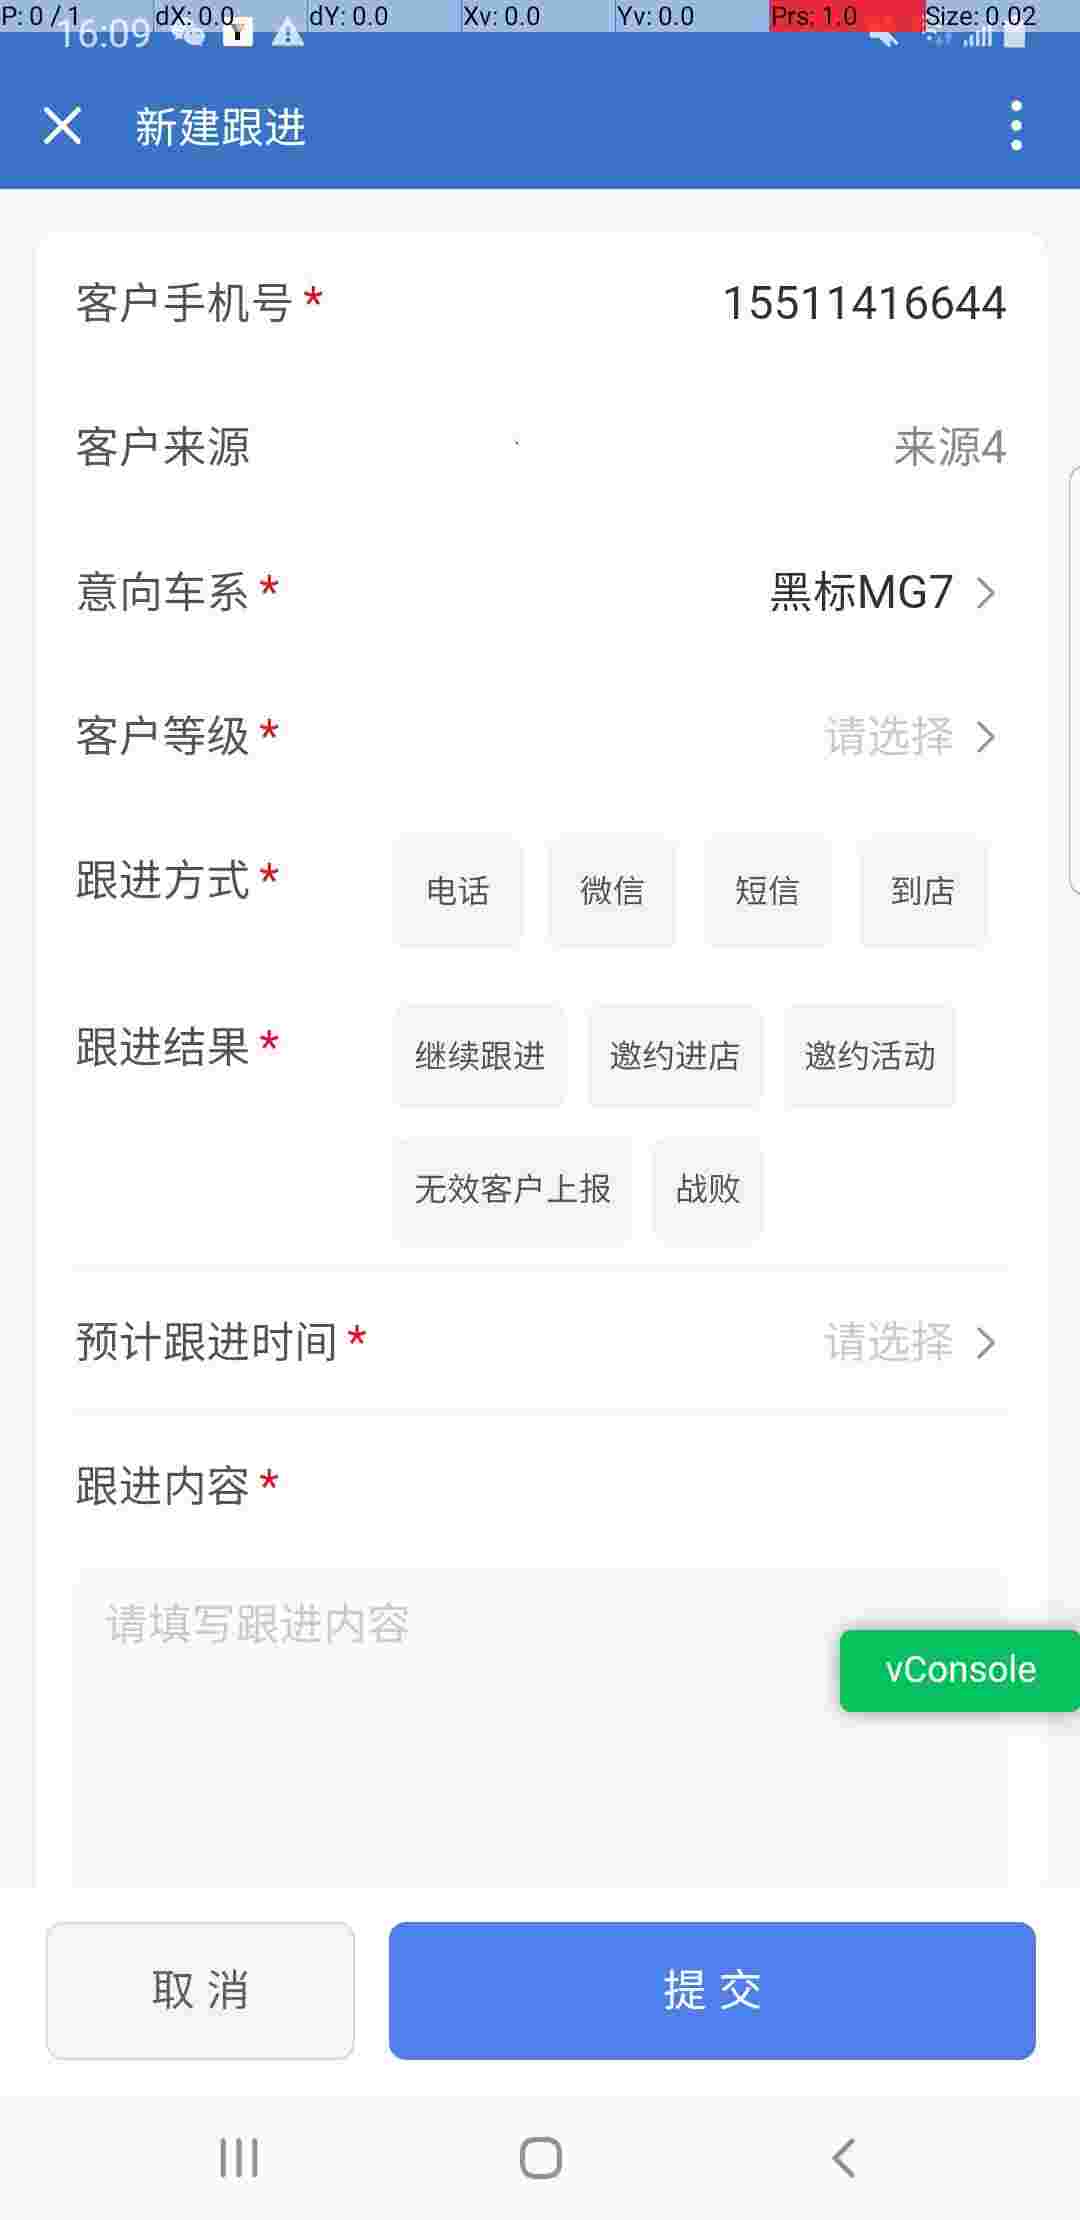 P: 0 / 1 dX: 0.0 dY: 0.0 Xv: 0.0 Yv: 0.0 Prs: 1.0 Size: 0.02
16:09
新建跟进
客户手机号* 15511416644
客户来源 来源4
意向车系* 黑标MG7
客户等级* 请选择
跟进方式* 电话 微信 短信 到店
跟进结果* 继续跟进 邀约进店 邀约活动
无效客户上报 战败
预计跟进时间* 请选择
跟进内容*
请填写跟进内容
vConsole
取 消 提 交